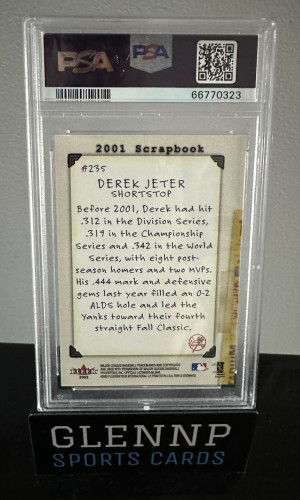 PSA
PSA
66770323
2001 Scrapbook
#235
DEREK JETER
SHORTSTOP
Before 2001, Derek had hit
.312 in the Division Series,
.319 in the Championship
Series and .342 in the World
Series, with eight post-
season homers and two MVPs.
His .444 mark and defensive
gems last year filled an 0-2
ALDS hole and led the
Yanks toward their fourth
straight Fall Classic.
GLENNP
SPORTS CARDS